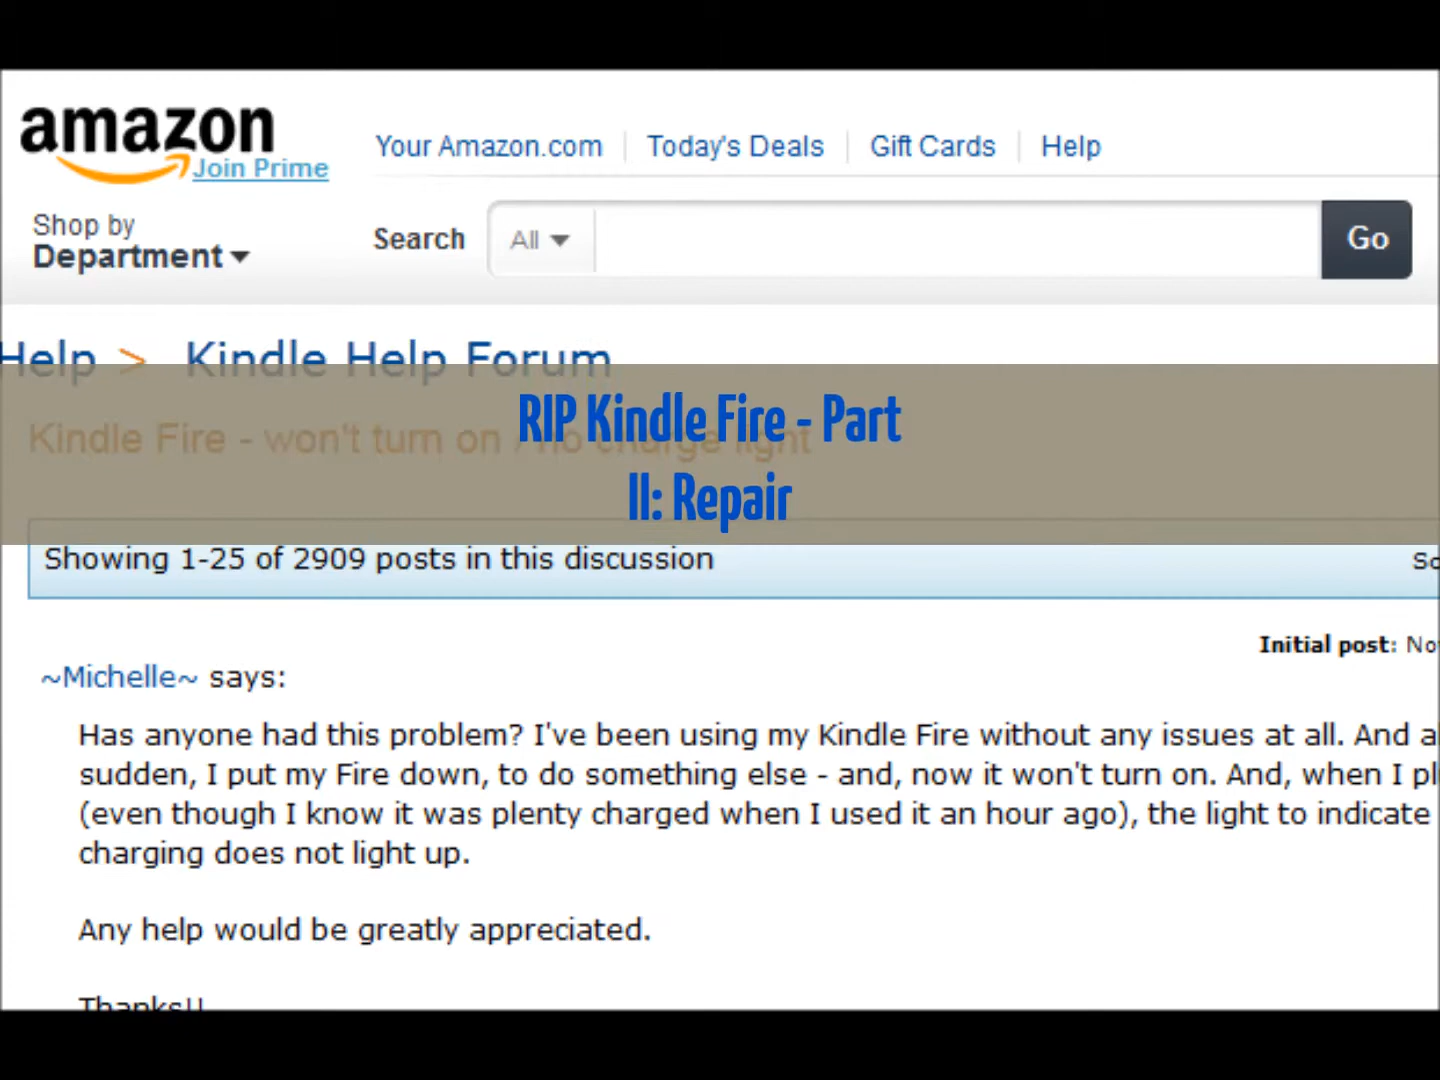 amazon
Join Prime
Your Amazon.com Today's Deals Gift Cards Help
Shop by
Department
Search All Go
Help > Kindle Help Forum
RIP Kindle Fire - Part
II: Repair
Kindle Fire - won't turn on / no charge light
Showing 1-25 of 2909 posts in this discussion
Initial post:
~Michelle~ says:
Has anyone had this problem? I've been using my Kindle Fire without any issues at all. And
sudden, I put my Fire down, to do something else - and, now it won't turn on. And, when I
(even though I know it was plenty charged when I used it an hour ago), the light to indicate
charging does not light up.
Any help would be greatly appreciated.
Thanks!!